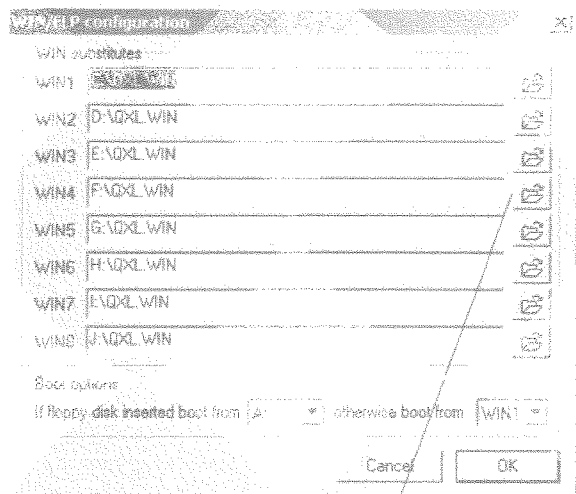 WIN/FLP configuration
WIN substitutes
WIN1
WIN2 D:\QXL.WIN
WIN3 E:\QXL.WIN
WIN4 F:\QXL.WIN
WIN5 G:\QXL.WIN
WIN6 H:\QXL.WIN
WIN7 I:\QXL.WIN
WIN8 J:\QXL.WIN
Boot options
If floppy disk inserted boot from A: otherwise boot from WIN1
Cancel OK